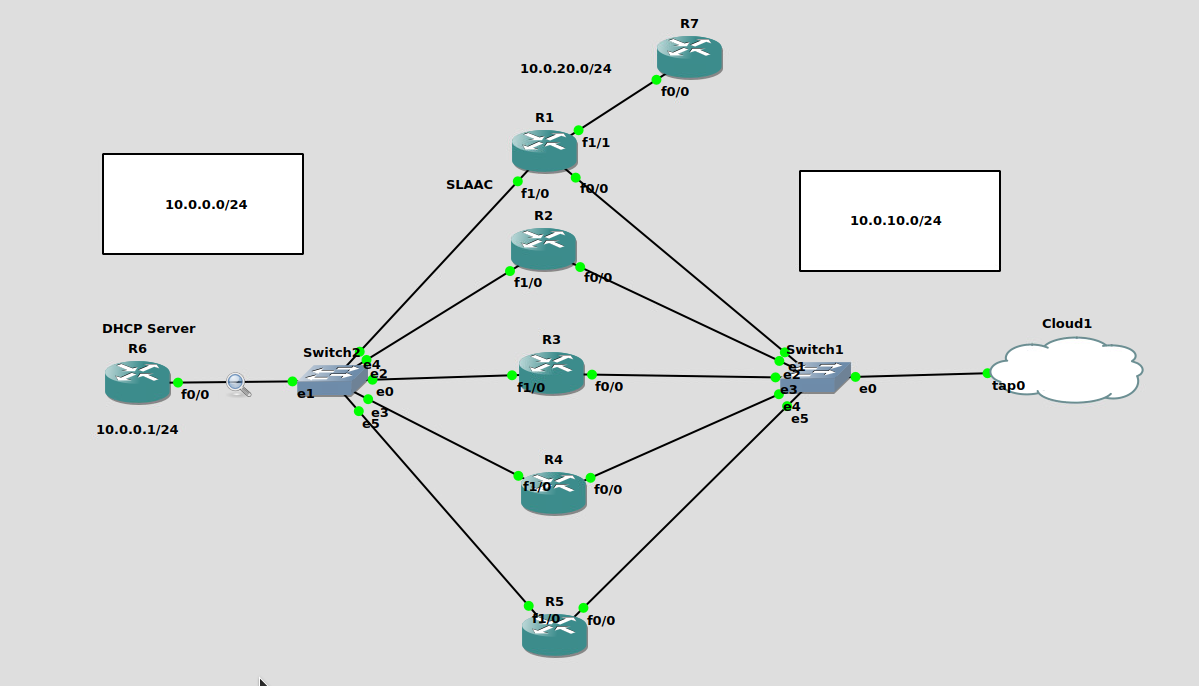 R7
10.0.20.0/24
f0/0
R1
f1/1
SLAAC
f1/0
f0/0
10.0.0.0/24
R2
10.0.10.0/24
f1/0
f0/0
DHCP Server
R6
Cloud1
R3
Switch2
Switch1
e4
e1
e2
e2
f0/0
e1
e0
f1/0
f0/0
e3
e0
tap0
e3
e4
e5
e5
10.0.0.1/24
R4
f1/0
f0/0
R5
f1/0
f0/0